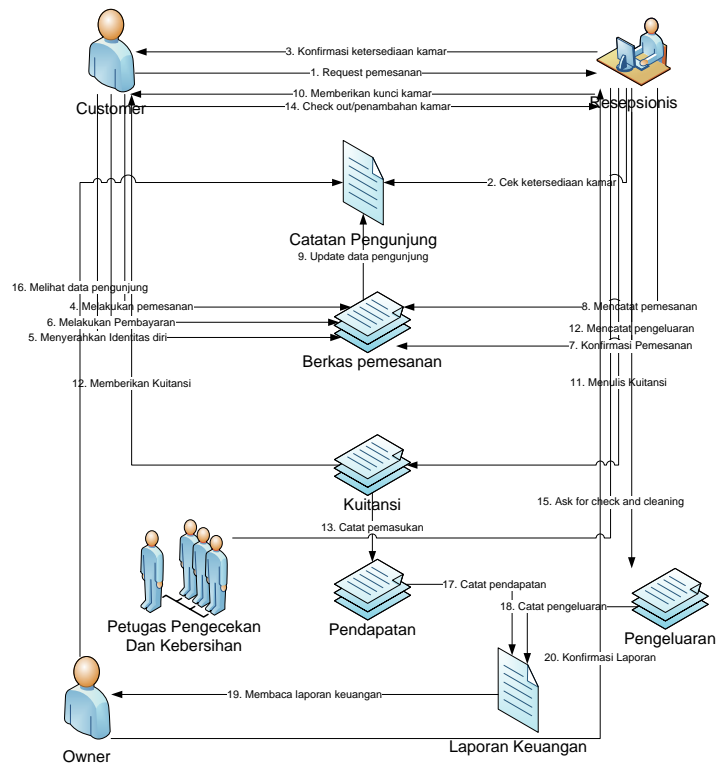 3. Konfirmasi ketersediaan kamar
1. Request pemesanan
10. Memberikan kunci kamar
Customer
14. Check out/penambahan kamar
Resepsionis
2. Cek ketersediaan kamar
Catatan Pengunjung
9. Update data pengunjung
16. Melihat data pengunjung
4. Melakukan pemesanan
8. Mencatat pemesanan
6. Melakukan Pembayaran
12. Mencatat pengeluaran
5. Menyerahkan Identitas diri
7. Konfirmasi Pemesanan
Berkas pemesanan
12. Memberikan Kuitansi
11. Menulis Kuitansi
Kuitansi
15. Ask for check and cleaning
13. Catat pemasukan
17. Catat pendapatan
18. Catat pengeluaran
Petugas Pengecekan
Dan Kebersihan
Pendapatan
Pengeluaran
20. Konfirmasi Laporan
19. Membaca laporan keuangan
Laporan Keuangan
Owner